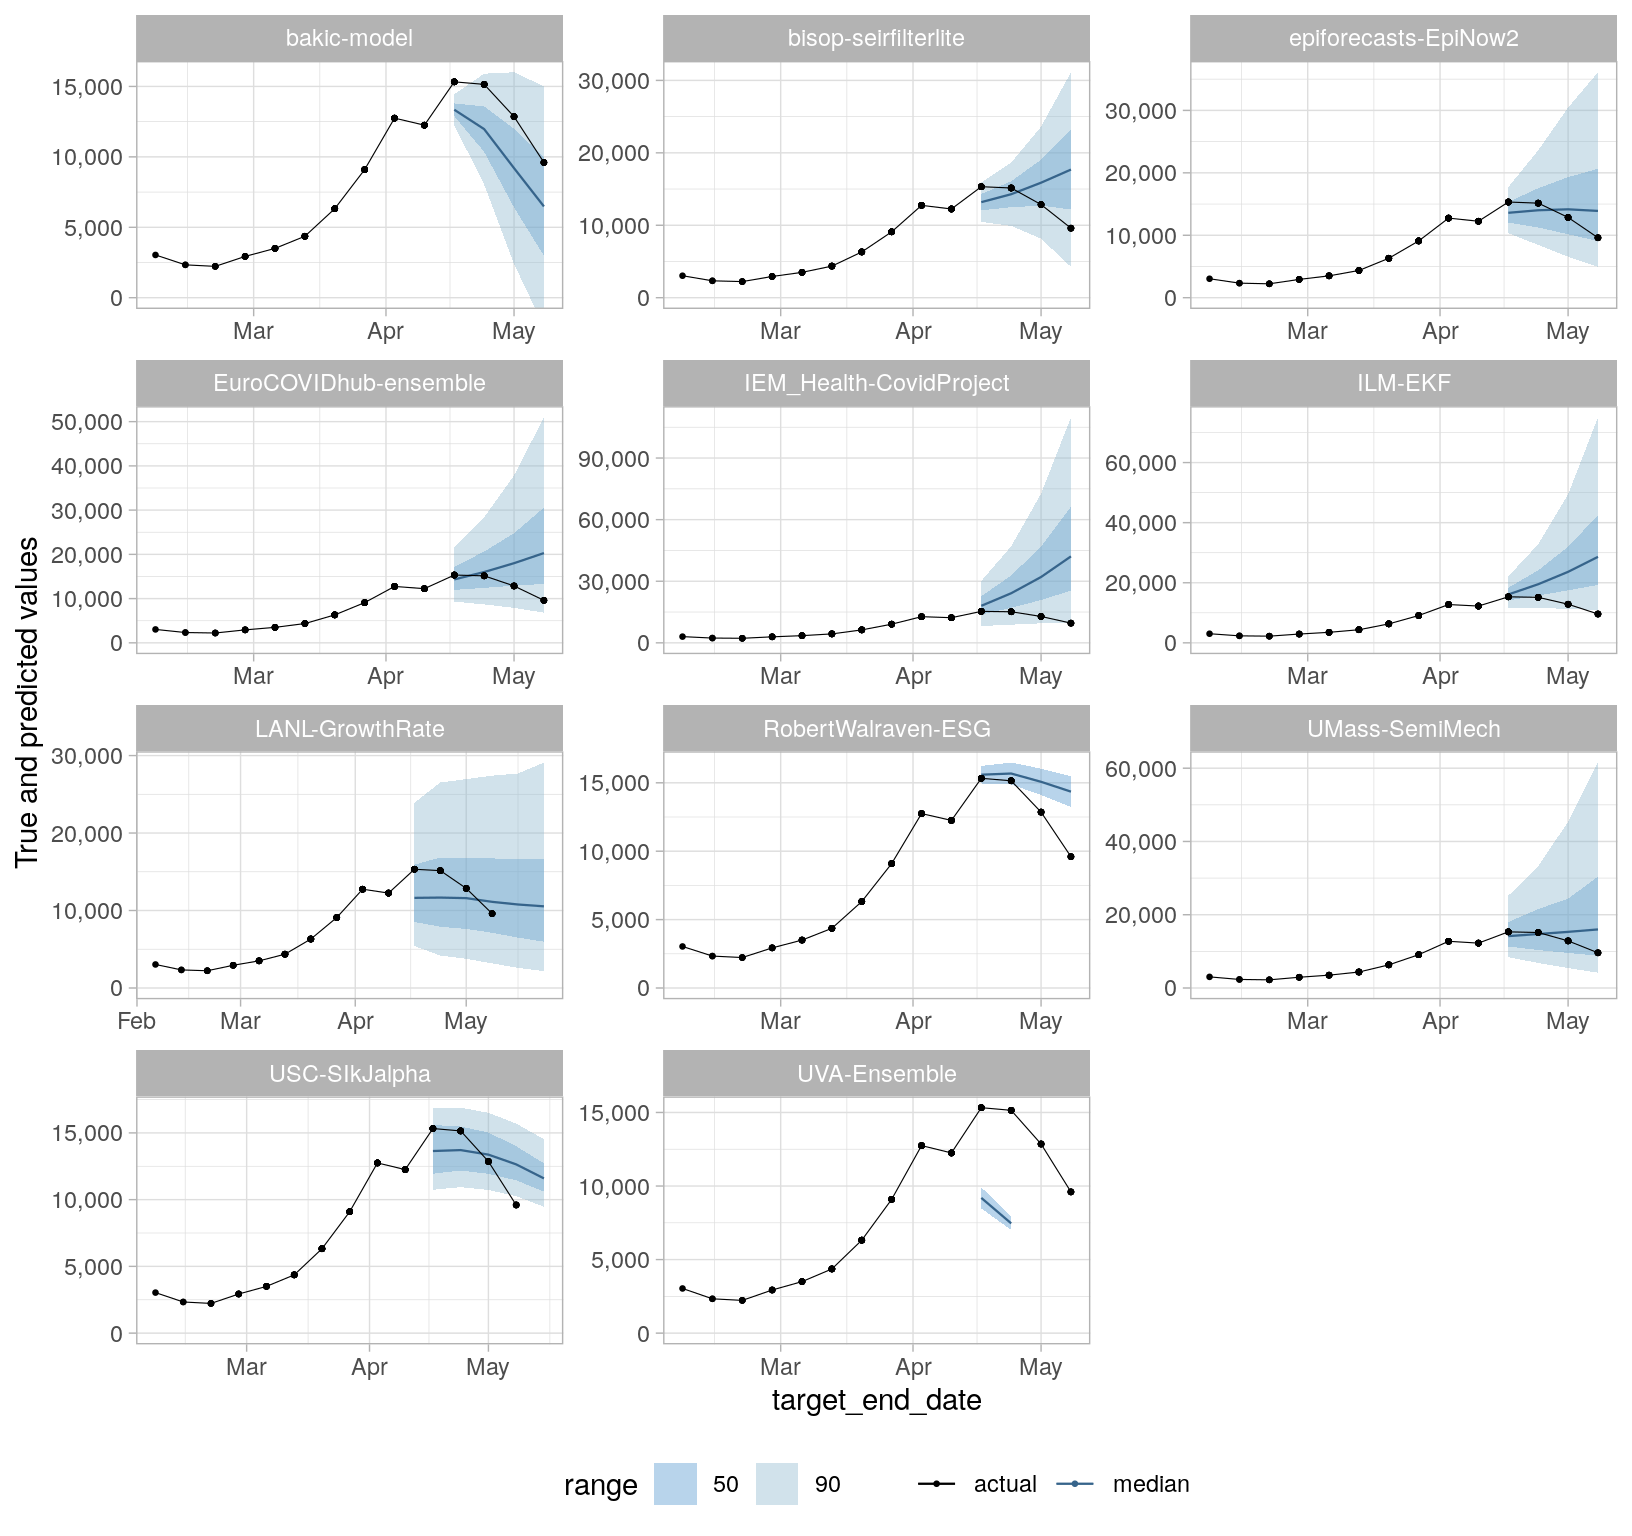 True and predicted values
bakic-model
15,000
10,000
5,000
0
Mar Apr May
bisop-seirfilterlite
30,000
20,000
10,000
0
Mar Apr May
epiforecasts-EpiNow2
30,000
20,000
10,000
0
Mar Apr May
EuroCOVIDhub-ensemble
50,000
40,000
30,000
20,000
10,000
0
Mar Apr May
IEM_Health-CovidProject
90,000
60,000
30,000
0
Mar Apr May
ILM-EKF
60,000
40,000
20,000
0
Mar Apr May
LANL-GrowthRate
30,000
20,000
10,000
0
Feb Mar Apr May
RobertWalraven-ESG
15,000
10,000
5,000
0
Mar Apr May
UMass-SemiMech
60,000
40,000
20,000
0
Mar Apr May
USC-SIkJalpha
15,000
10,000
5,000
0
Mar Apr May
UVA-Ensemble
15,000
10,000
5,000
0
Mar Apr May
target_end_date
range 50 90 actual median